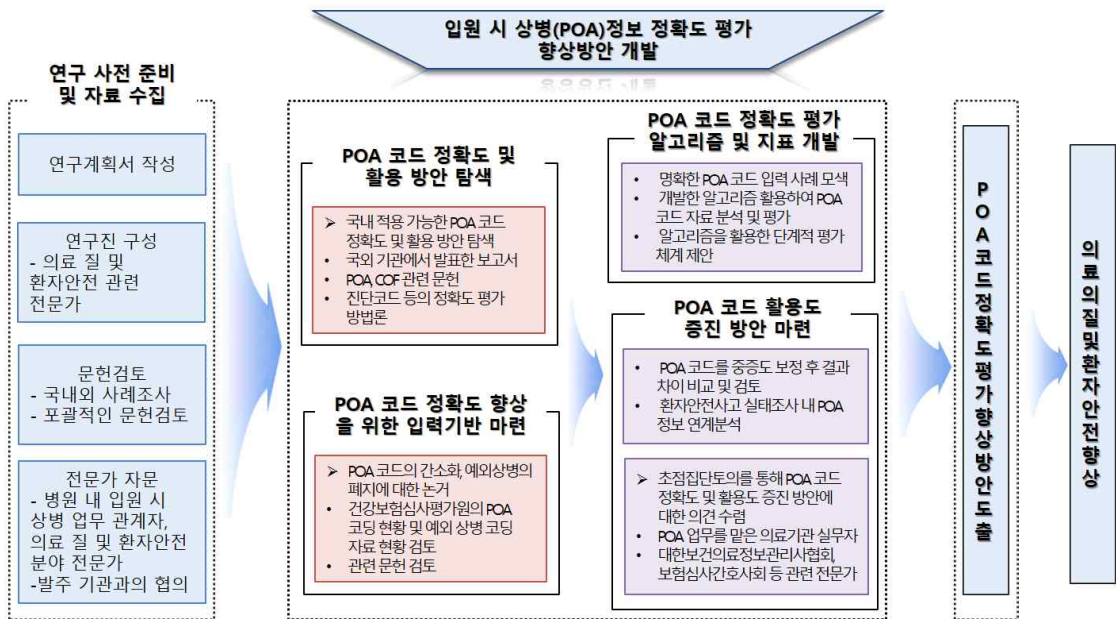 입원 시 상병(POA)정보 정확도 평가
향상방안 개발
연구 사전 준비
및 자료 수집
연구계획서 작성
연구진 구성
- 의료 질 및
환자안전 관련
전문가
문헌검토
- 국내외 사례조사
- 포괄적인 문헌검토
전문가 자문
- 병원 내 입원 시
상병 업무 관계자,
의료 질 및 환자안전
분야 전문가
-발주 기관과의 협의
POA 코드 정확도 및
활용 방안 탐색
➢ 국내 적용 가능한 POA 코드
정확도 및 활용 방안 탐색
• 국외 기관에서 발표한 보고서
• POA, COF 관련 문헌
• 진단코드 등의 정확도 평가
방법론
POA 코드 정확도 향상
을 위한 입력기반 마련
➢ POA 코드의 간소화, 예외상병의
폐지에 대한 논거
• 건강보험심사평가원의 POA
코딩 현황 및 예외 상병 코딩
자료 현황 검토
• 관련 문헌 검토
POA 코드 정확도 평가
알고리즘 및 지표 개발
• 명확한 POA 코드 입력 사례 모색
• 개발한 알고리즘 활용하여 POA
코드 자료 분석 및 평가
• 알고리즘을 활용한 단계적 평가
체계 제안
POA 코드 활용도
증진 방안 마련
• POA 코드를 중증도 보정 후 결과
차이 비교 및 검토
• 환자안전사고 실태조사 내 POA
정보 연계분석
➢ 초점집단토의를 통해 POA 코드
정확도 및 활용도 증진 방안에
대한 의견 수렴
• POA 업무를 맡은 의료기관 실무자
• 대한보건의료정보관리사협회,
보험심사간호사회 등 관련 전문가
POA코드정확도평가향상방안도출
의료의질및환자안전향상